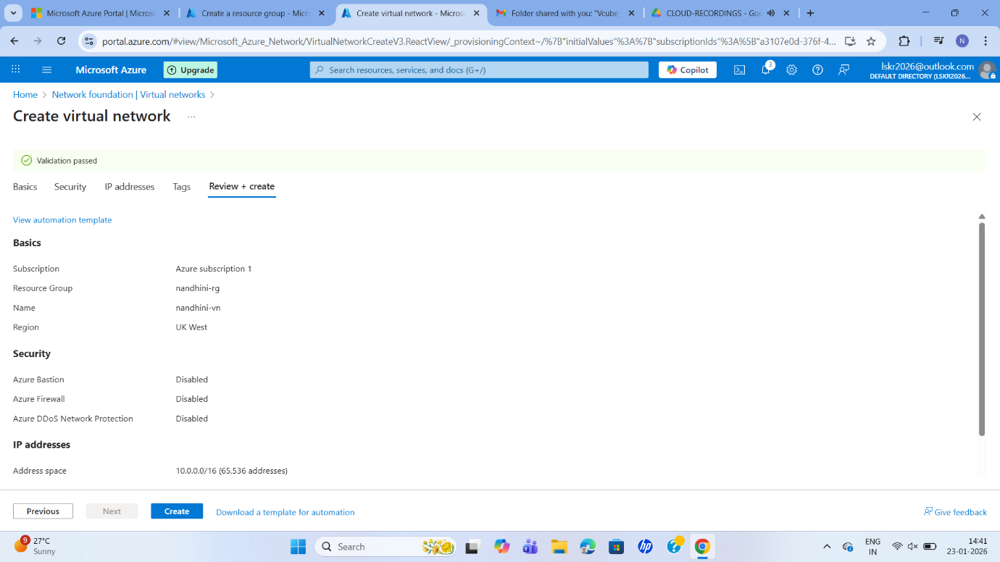 Microsoft Azure Portal | Micros
Create a resource group - Micr
Create virtual network - Micros
Folder shared with you: "Vcube_
CLOUD-RECORDINGS - Goo
portal.azure.com/#view/Microsoft_Azure_Network/VirtualNetworkCreateV3.ReactView/_provisioningContext~/%7B"initialValues"%3A%7B"subscriptionIds"%3A%5B"a3107e0d-376f-4...
N
Microsoft Azure
Upgrade
Search resources, services, and docs (G+/)
Copilot
3
lskr2026@outlook.com
DEFAULT DIRECTORY (LSKR2026...
Home > Network foundation | Virtual networks >
Create virtual network ...
Validation passed
Basics Security IP addresses Tags Review + create
View automation template
Basics
Subscription Azure subscription 1
Resource Group nandhini-rg
Name nandhini-vn
Region UK West
Security
Azure Bastion Disabled
Azure Firewall Disabled
Azure DDoS Network Protection Disabled
IP addresses
Address space 10.0.0.0/16 (65,536 addresses)
Previous Next Create Download a template for automation Give feedback
9
27°C
Sunny
Search
ENG
IN
14:41
23-01-2026